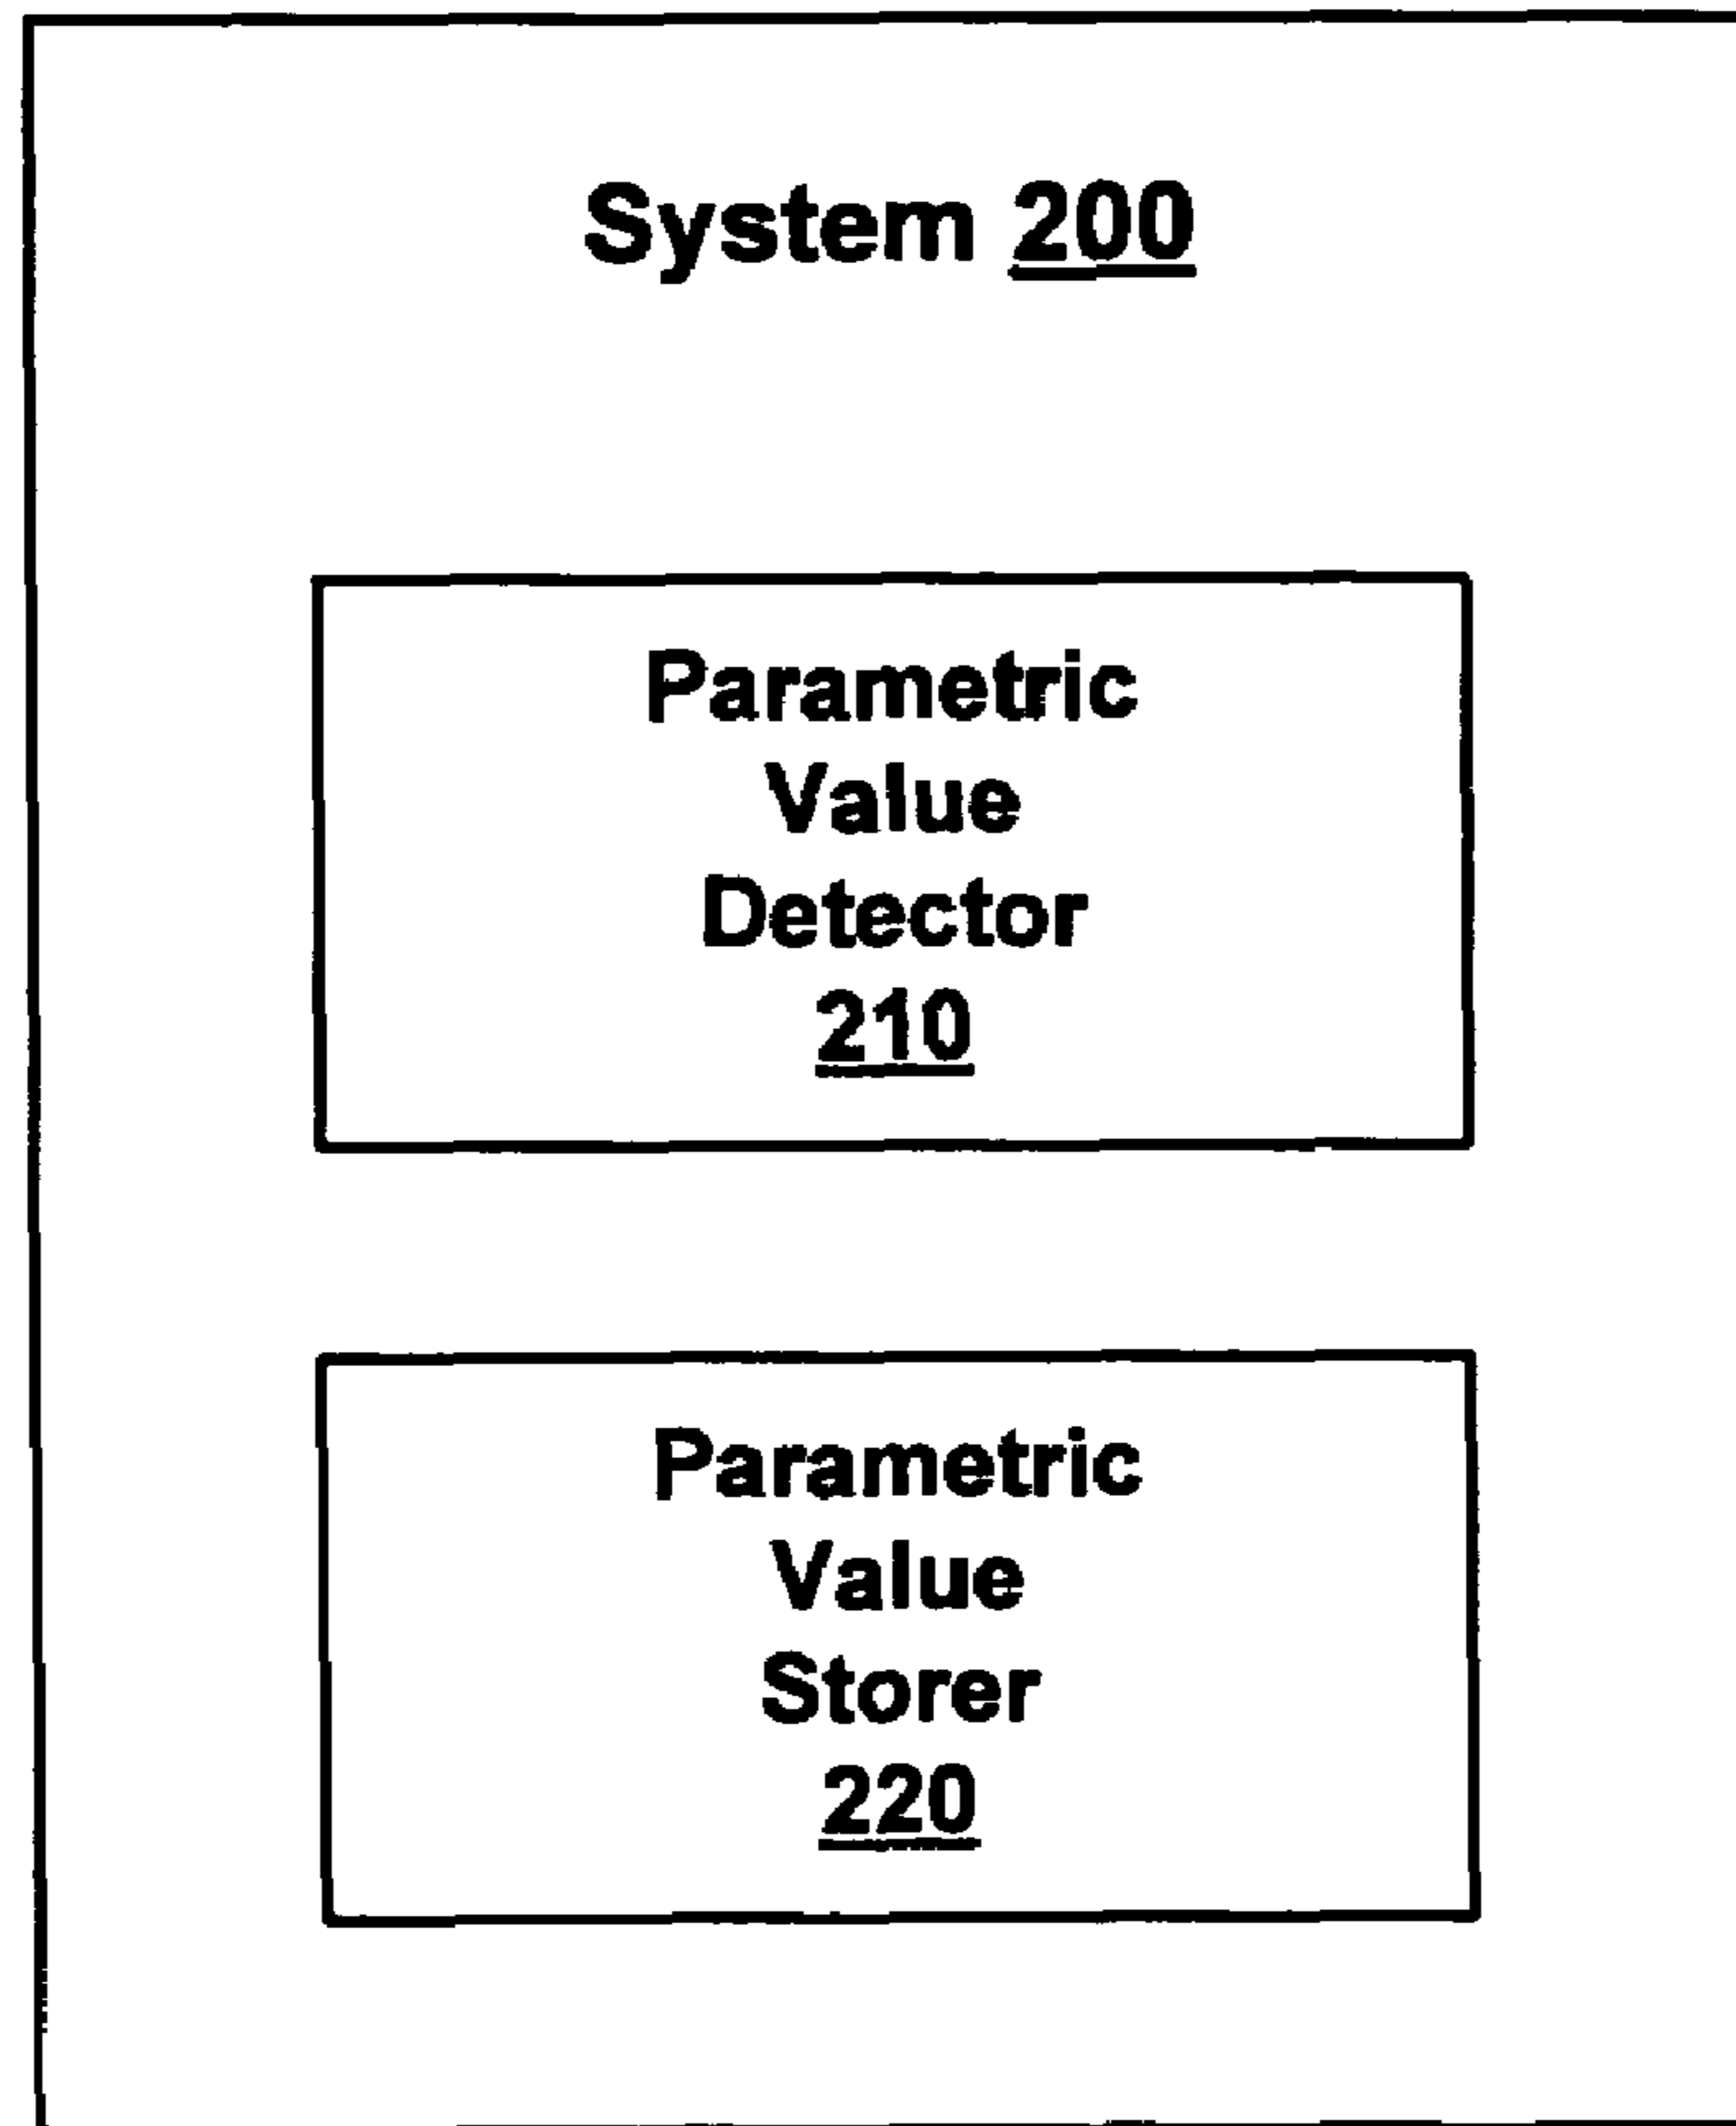 System 200
Parametric
Value
Detector
210
Parametric
Value
Storer
220